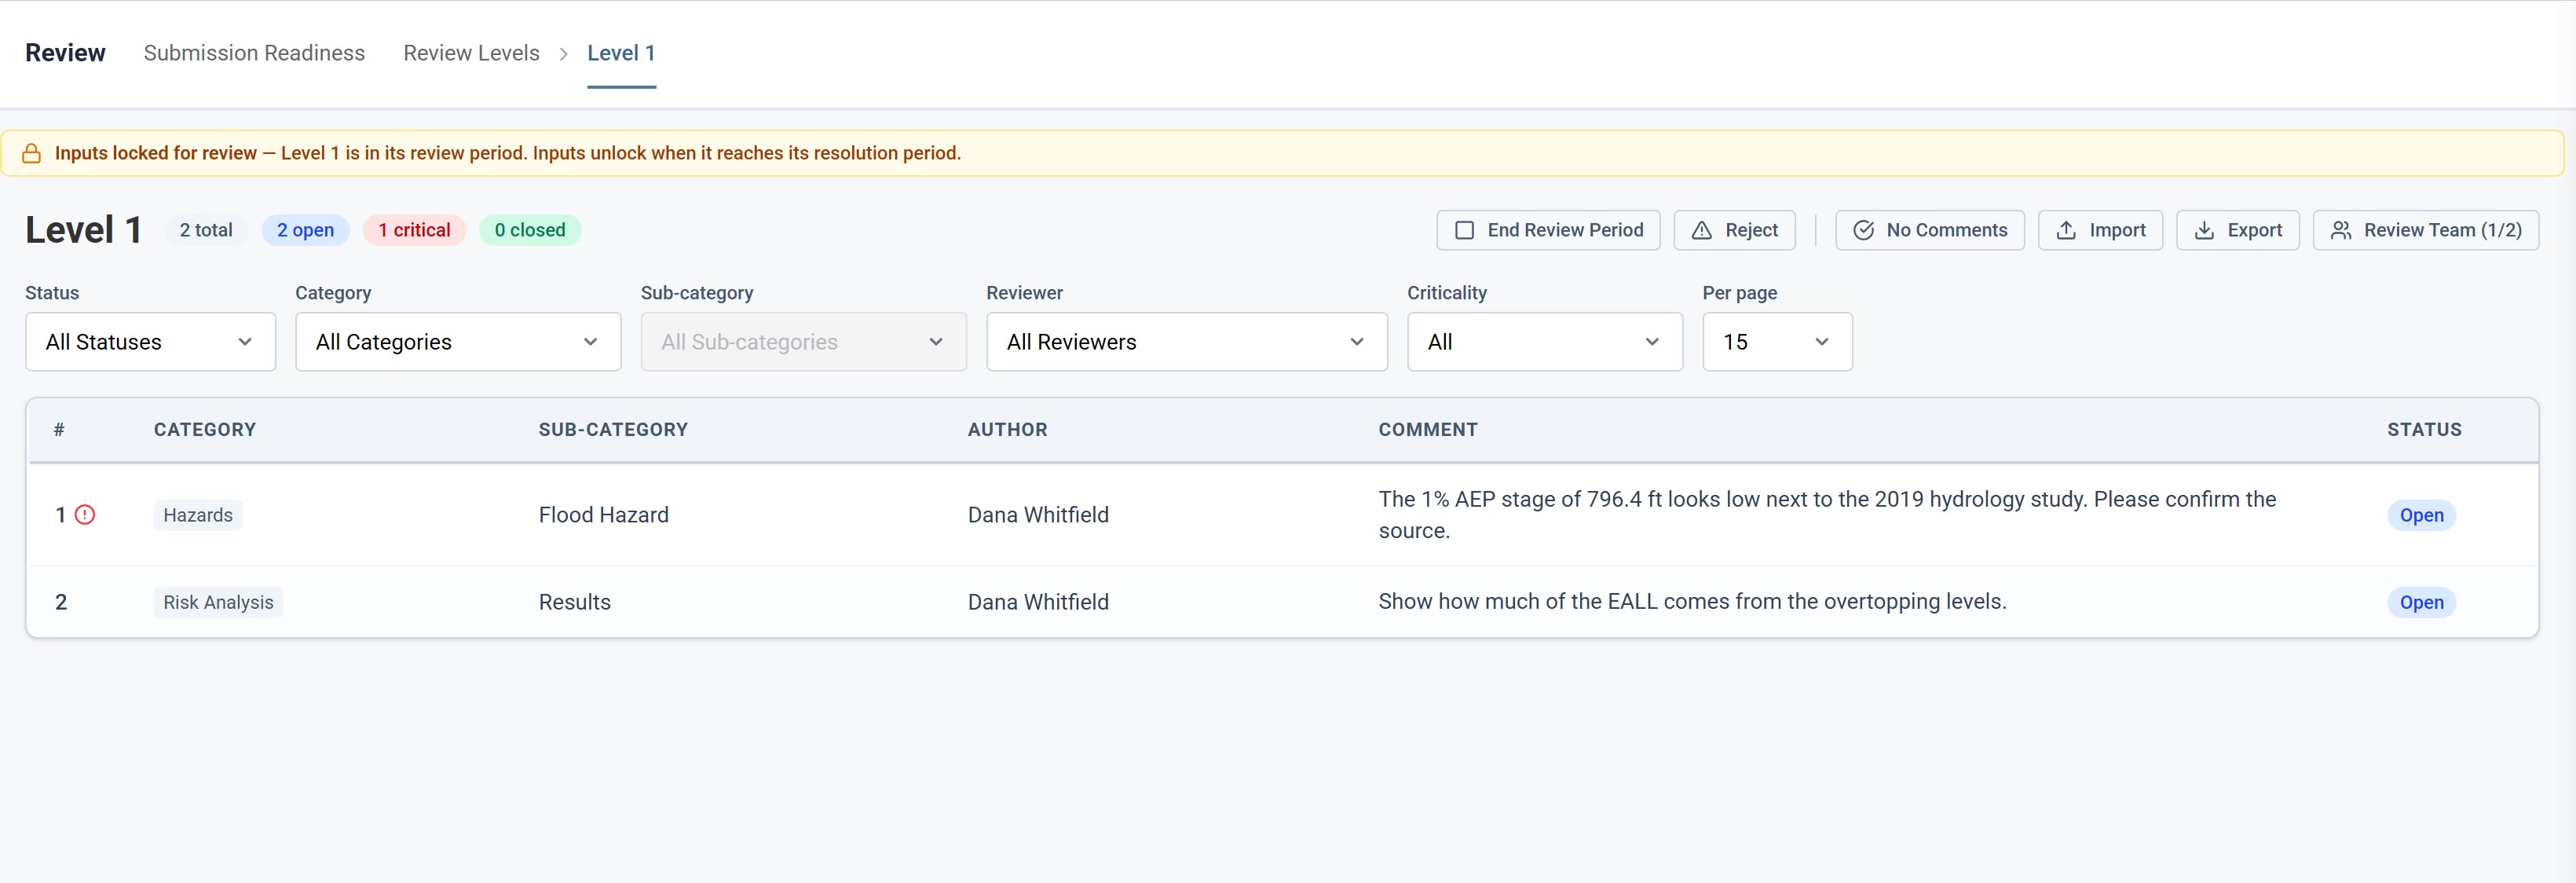 Review Submission Readiness Review Levels Level 1
Inputs locked for review — Level 1 is in its review period. Inputs unlock when it reaches its resolution period.
Level 1 2 total 2 open 1 critical 0 closed End Review Period Reject No Comments Import Export Review Team (1/2)
Status Category Sub-category Reviewer Criticality Per page
All Statuses All Categories All Sub-categories All Reviewers All 15
# CATEGORY SUB-CATEGORY AUTHOR COMMENT STATUS
1 Hazards Flood Hazard Dana Whitfield The 1% AEP stage of 796.4 ft looks low next to the 2019 hydrology study. Please confirm the
source. Open
2 Risk Analysis Results Dana Whitfield Show how much of the EALL comes from the overtopping levels. Open